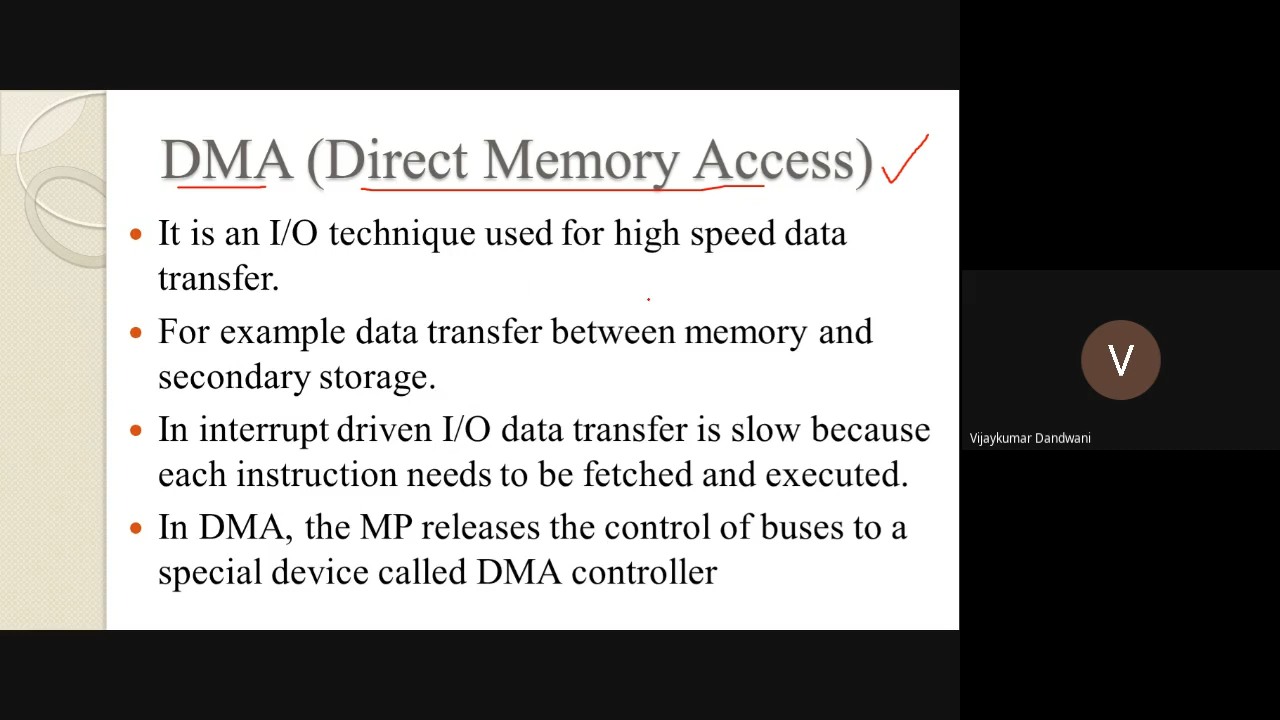 DMA (Direct Memory Access)
• It is an I/O technique used for high speed data
transfer.
• For example data transfer between memory and
secondary storage.
• In interrupt driven I/O data transfer is slow because
each instruction needs to be fetched and executed.
• In DMA, the MP releases the control of buses to a
special device called DMA controller
V
Vijaykumar Dandwani